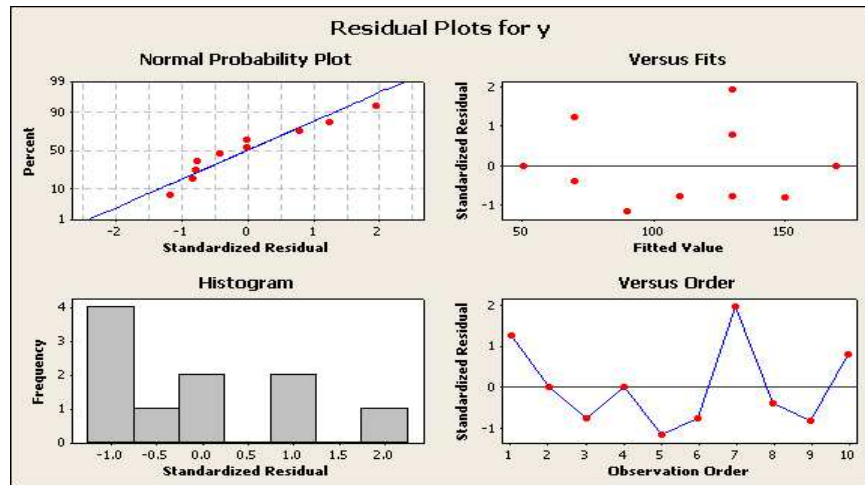 Residual Plots for y
Normal Probability Plot
Percent
99
90
50
10
1
-2 -1 0 1 2
Standardized Residual
Versus Fits
Standardized Residual
2
1
0
-1
50 100 150
Fitted Value
Histogram
Frequency
4
3
2
1
0
-1.0 -0.5 0.0 0.5 1.0 1.5 2.0
Standardized Residual
Versus Order
Standardized Residual
2
1
0
-1
1 2 3 4 5 6 7 8 9 10
Observation Order